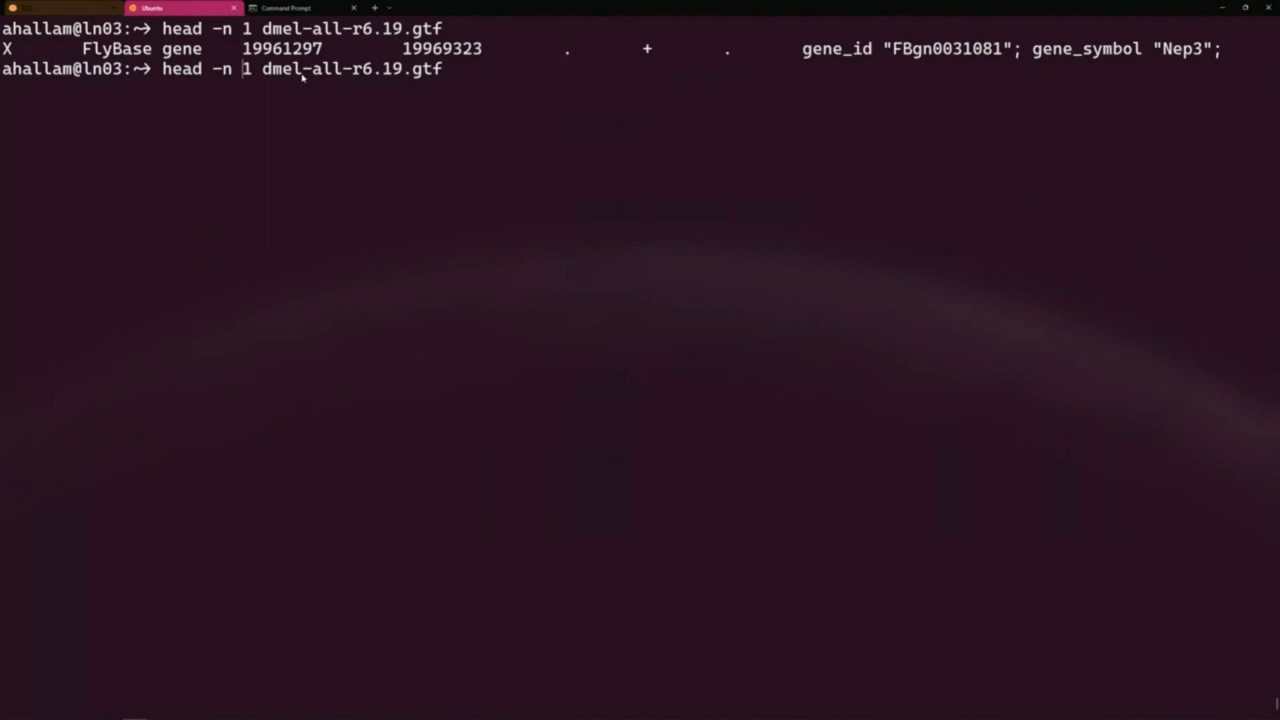 Ubuntu Command Prompt
ahallam@ln03:~> head -n 1 dmel-all-r6.19.gtf
X FlyBase gene 19961297 19969323 . + . gene_id "FBgn0031081"; gene_symbol "Nep3";
ahallam@ln03:~> head -n 1 dmel-all-r6.19.gtf